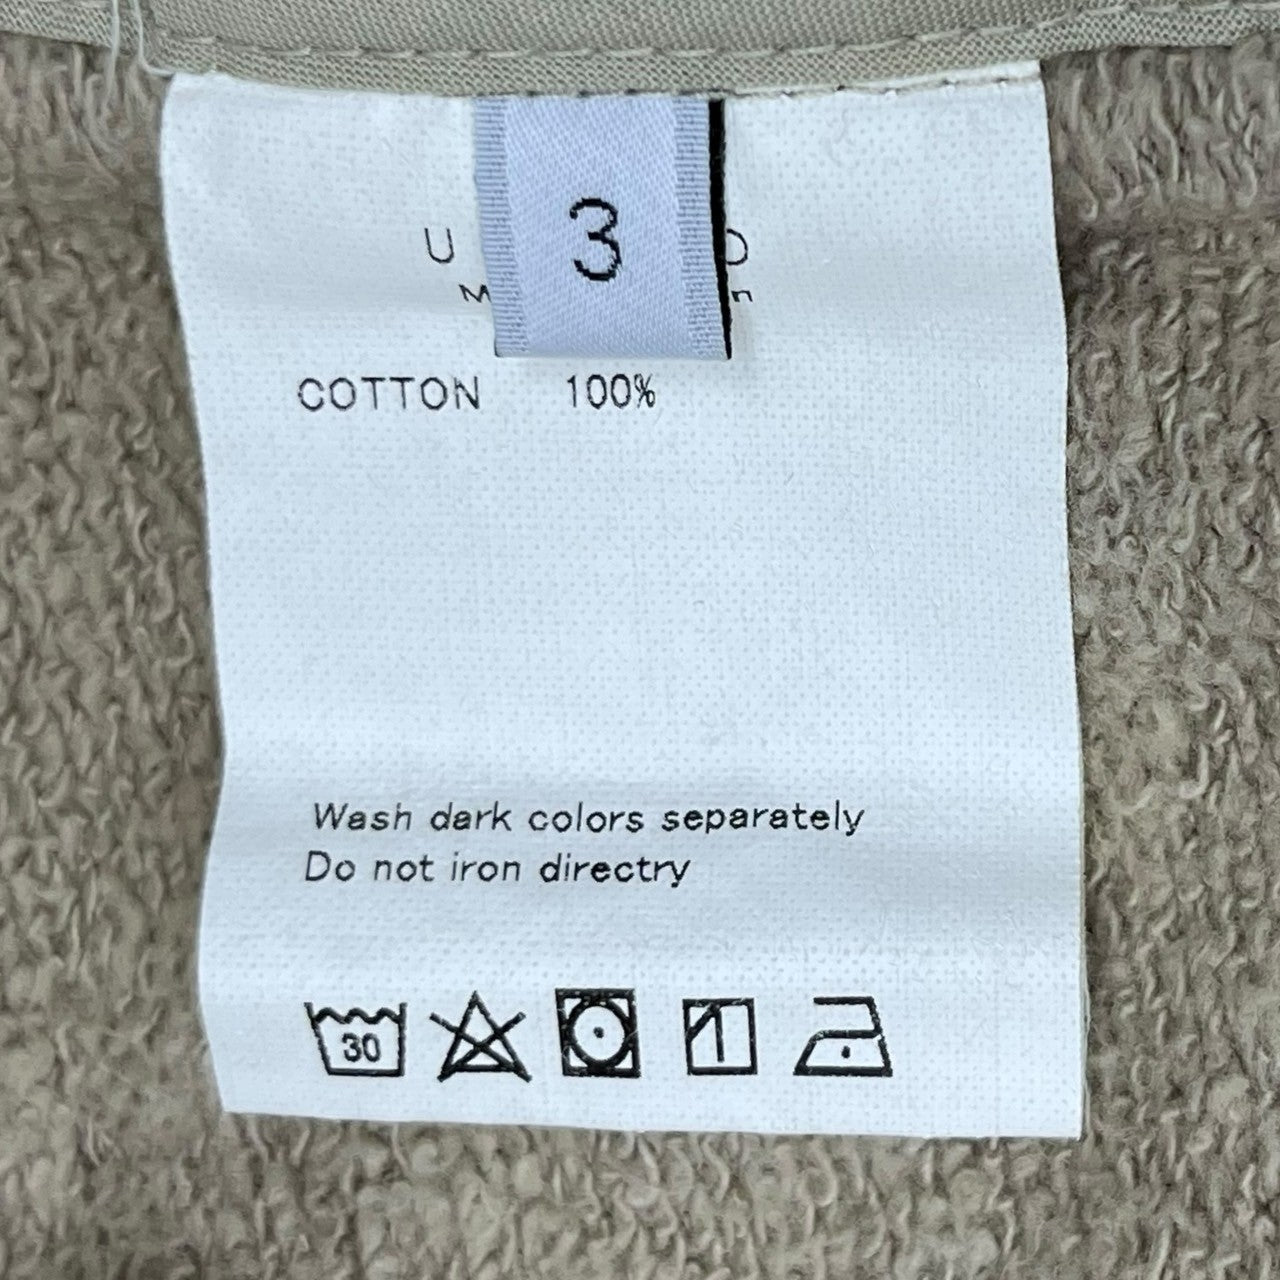 3
COTTON 100%
Wash dark colors separately
Do not iron directry
30